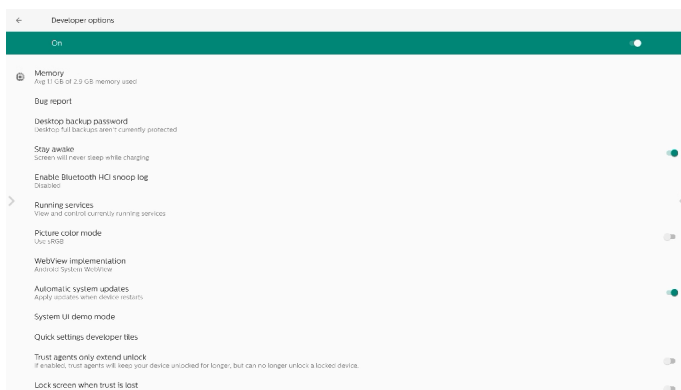 Developer options
On
Memory
Avg 1.1 GB of 2.9 GB memory used
Bug report
Desktop backup password
Desktop full backups aren't currently protected
Stay awake
Screen will never sleep while charging
Enable Bluetooth HCI snoop log
Disabled
Running services
View and control currently running services
Picture color mode
Use sRGB
WebView implementation
Android System WebView
Automatic system updates
Apply updates when device restarts
System UI demo mode
Quick settings developer tiles
Trust agents only extend unlock
If enabled, trust agents will keep your device unlocked for longer, but can no longer unlock a locked device.
Lock screen when trust is lost